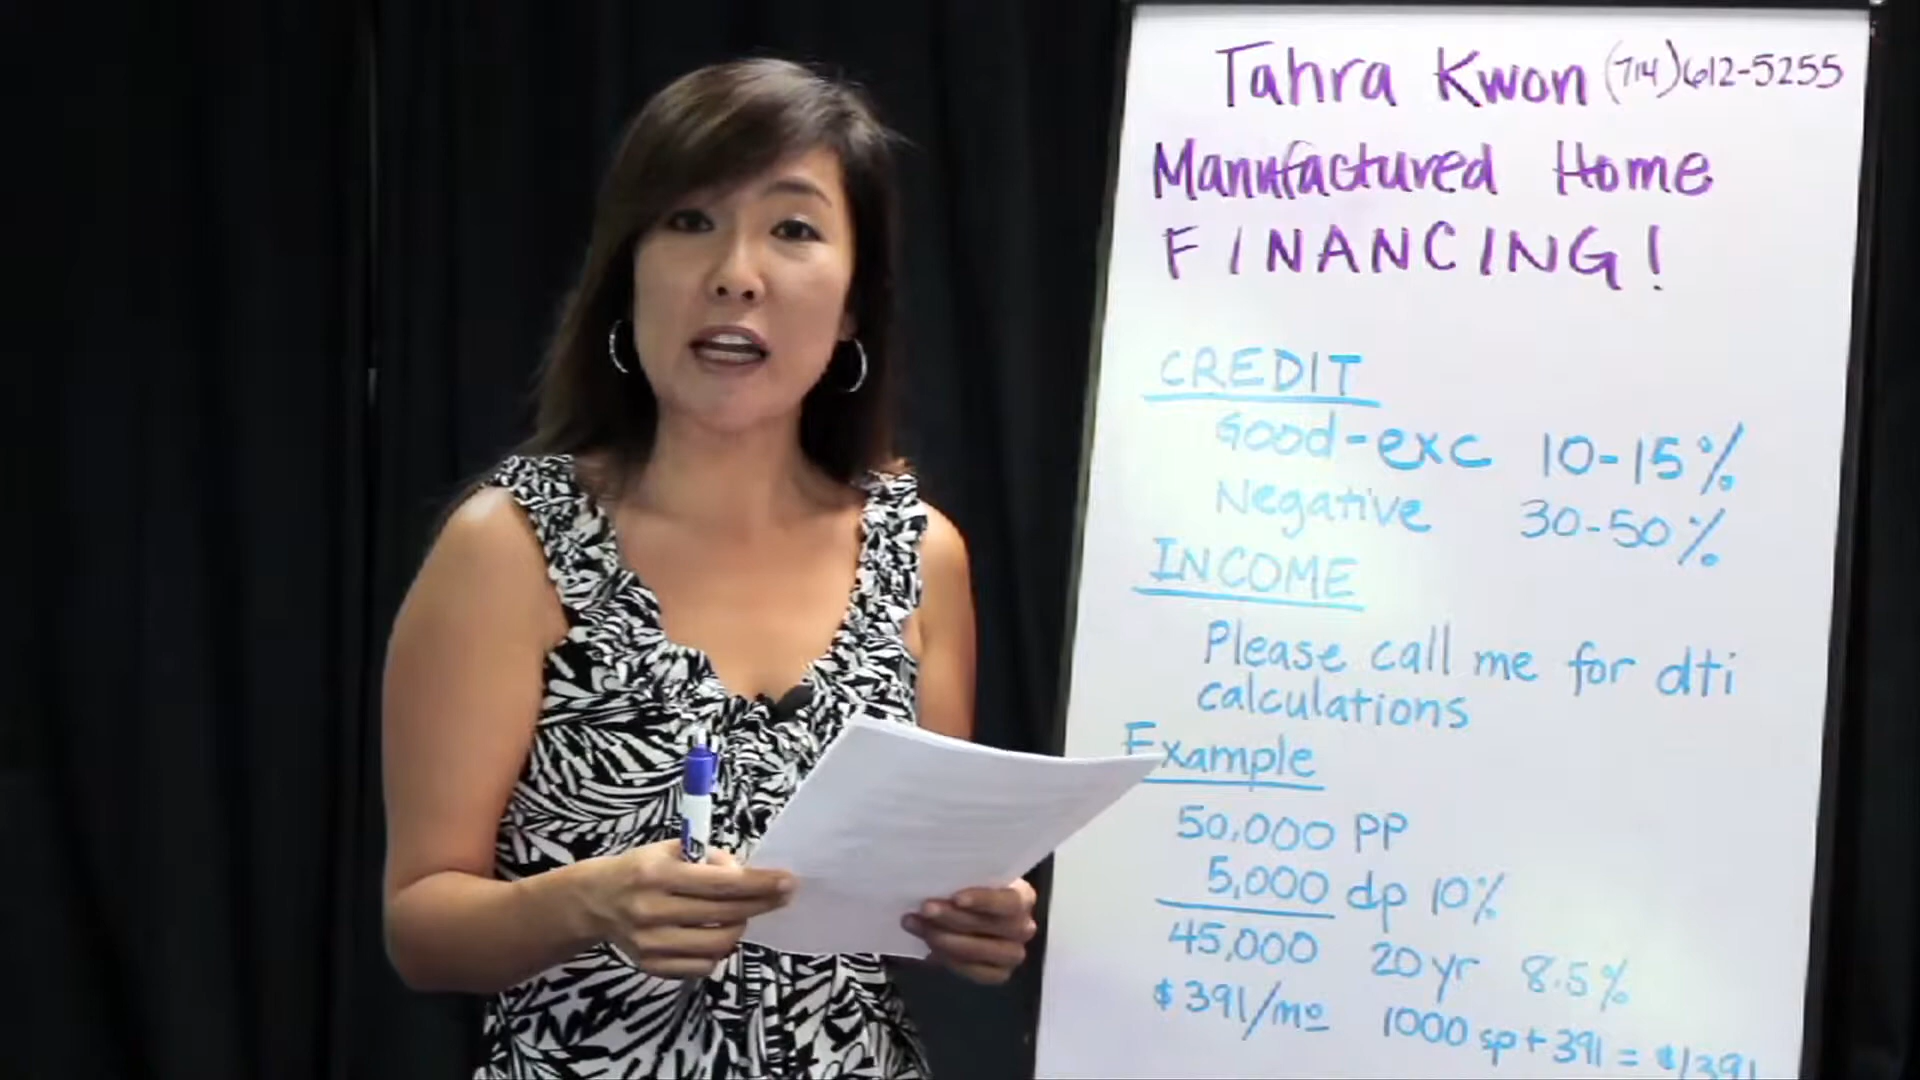 Tahra Kwon (714) 612-5255
Manufactured Home
FINANCING!
CREDIT
Good-exc 10-15%
Negative 30-50%
INCOME
Please call me for dti
calculations
Example
50,000 PP
5,000 dp 10%
45,000 20 yr 8.5%
$391/mo 1000 sp + 391 = $1391